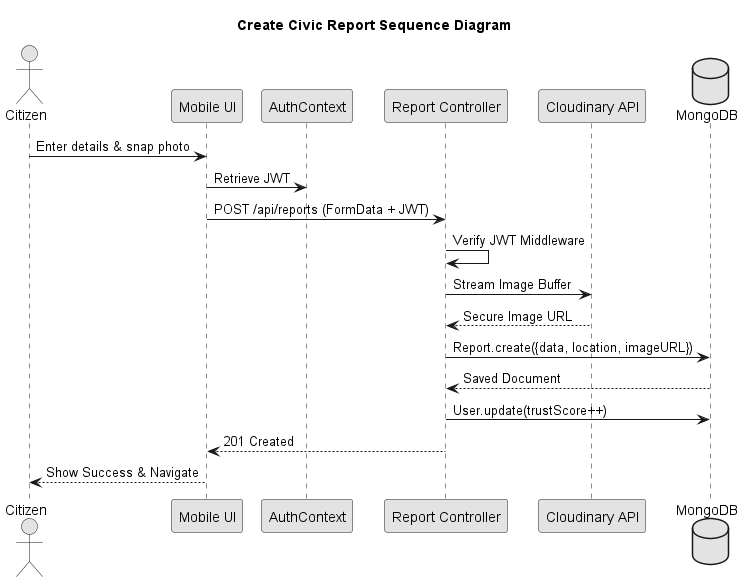 Create Civic Report Sequence Diagram
Citizen
Mobile UI
AuthContext
Report Controller
Cloudinary API
MongoDB
Enter details & snap photo
Retrieve JWT
POST /api/reports (FormData + JWT)
Verify JWT Middleware
Stream Image Buffer
Secure Image URL
Report.create({data, location, imageURL})
Saved Document
User.update(trustScore++)
201 Created
Show Success & Navigate
Citizen
Mobile UI
AuthContext
Report Controller
Cloudinary API
MongoDB